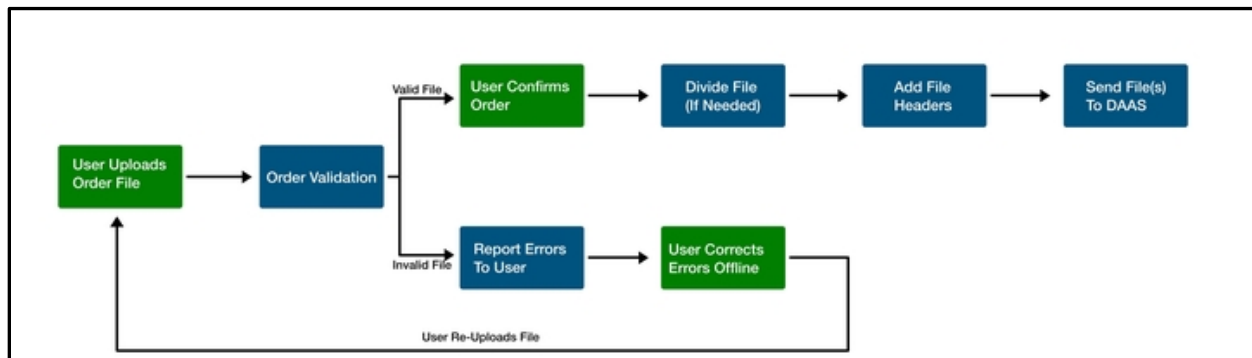 Valid File
User Confirms
Order
Divide File
(If Needed)
Add File
Headers
Send File(s)
To DAAS
User Uploads
Order File
Order Validation
Invalid File
Report Errors
To User
User Corrects
Errors Offline
User Re-Uploads File